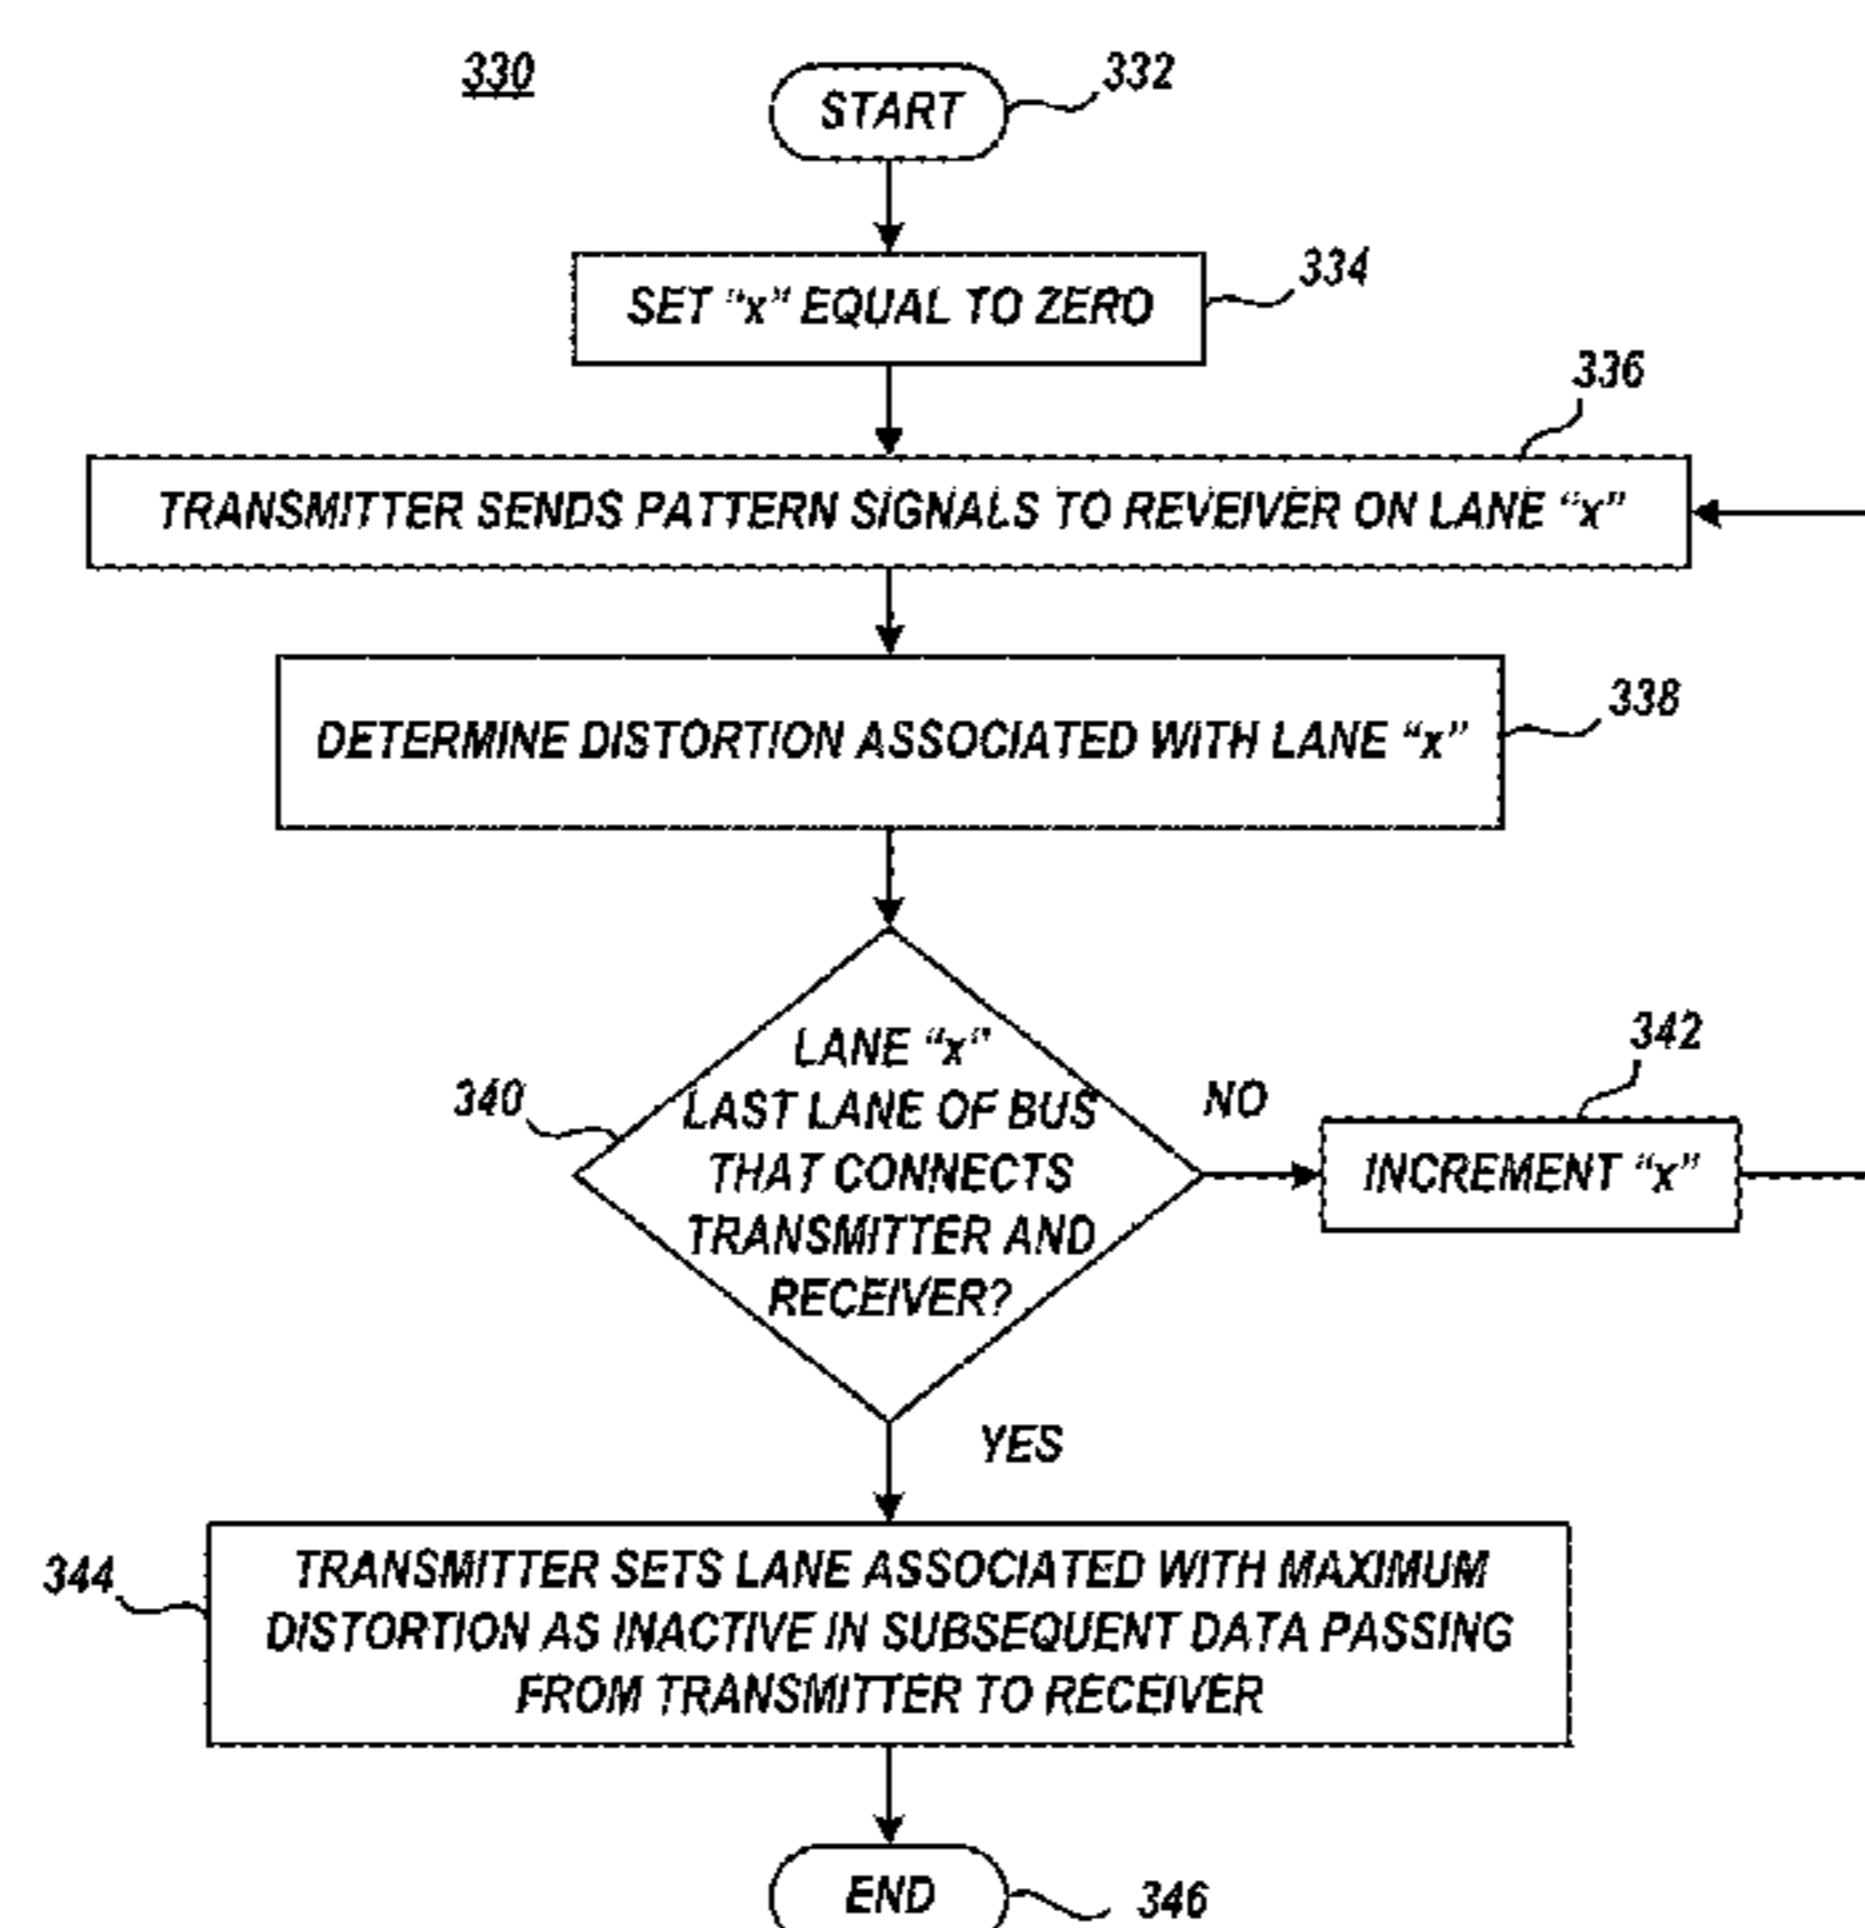 330
START
332
SET "x" EQUAL TO ZERO
334
336
TRANSMITTER SENDS PATTERN SIGNALS TO REVEIVER ON LANE "x"
338
DETERMINE DISTORTION ASSOCIATED WITH LANE "x"
340
LANE "x"
LAST LANE OF BUS
THAT CONNECTS
TRANSMITTER AND
RECEIVER?
NO
342
INCREMENT "x"
YES
344
TRANSMITTER SETS LANE ASSOCIATED WITH MAXIMUM
DISTORTION AS INACTIVE IN SUBSEQUENT DATA PASSING
FROM TRANSMITTER TO RECEIVER
END
346